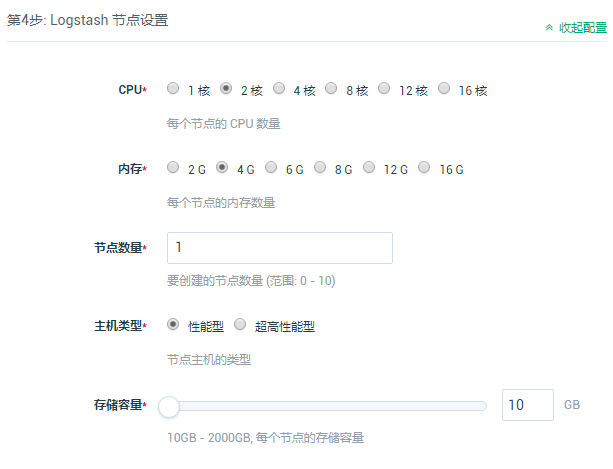 第4步: Logstash 节点设置
收起配置
CPU* 1 核 2 核 4 核 8 核 12 核 16 核
每个节点的 CPU 数量
内存* 2 G 4 G 6 G 8 G 12 G 16 G
每个节点的内存数量
节点数量* 1
要创建的节点数量 (范围: 0 - 10)
主机类型* 性能型 超高性能型
节点主机的类型
存储容量* 10 GB
10GB - 2000GB, 每个节点的存储容量